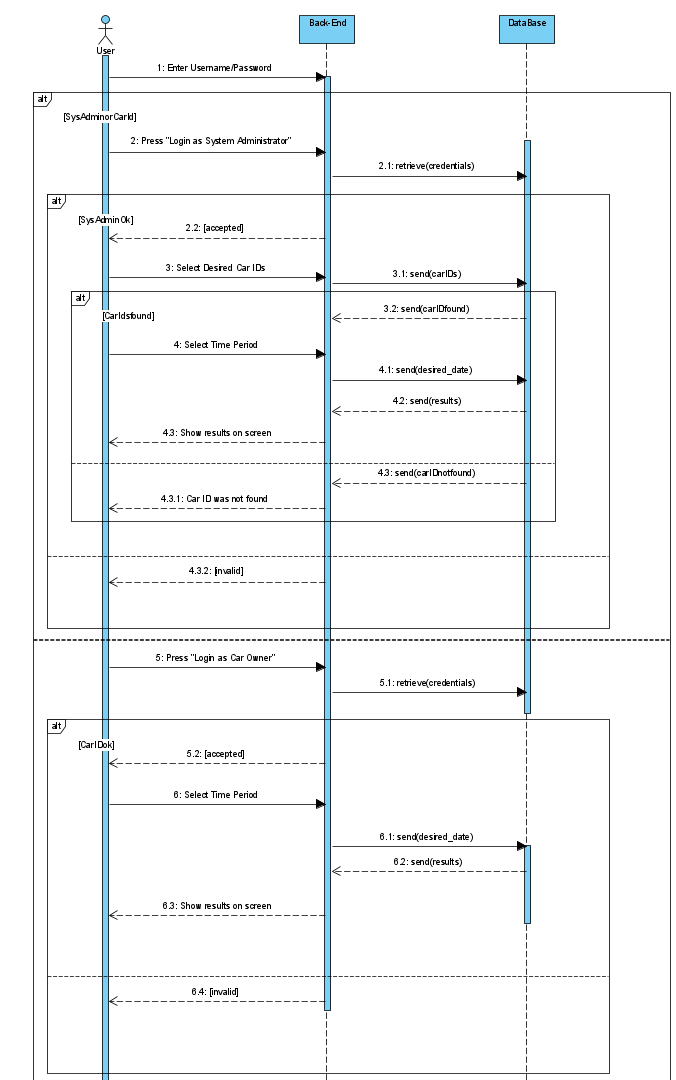 User
Back-End
DataBase
1: Enter Username/Password
alt
[SysAdminorCarId]
2: Press "Login as System Administrator"
2.1: retrieve(credentials)
alt
[SysAdminOk]
2.2: [accepted]
3: Select Desired Car IDs
3.1: send(carIDs)
alt
[CarIdsfound]
3.2: send(carIDfound)
4: Select Time Period
4.1: send(desired_date)
4.2: send(results)
4.3: Show results on screen
4.3: send(carIDnotfound)
4.3.1: Car ID was not found
4.3.2: [invalid]
5: Press "Login as Car Owner"
5.1: retrieve(credentials)
alt
[CarIDok]
5.2: [accepted]
6: Select Time Period
6.1: send(desired_date)
6.2: send(results)
6.3: Show results on screen
6.4: [invalid]